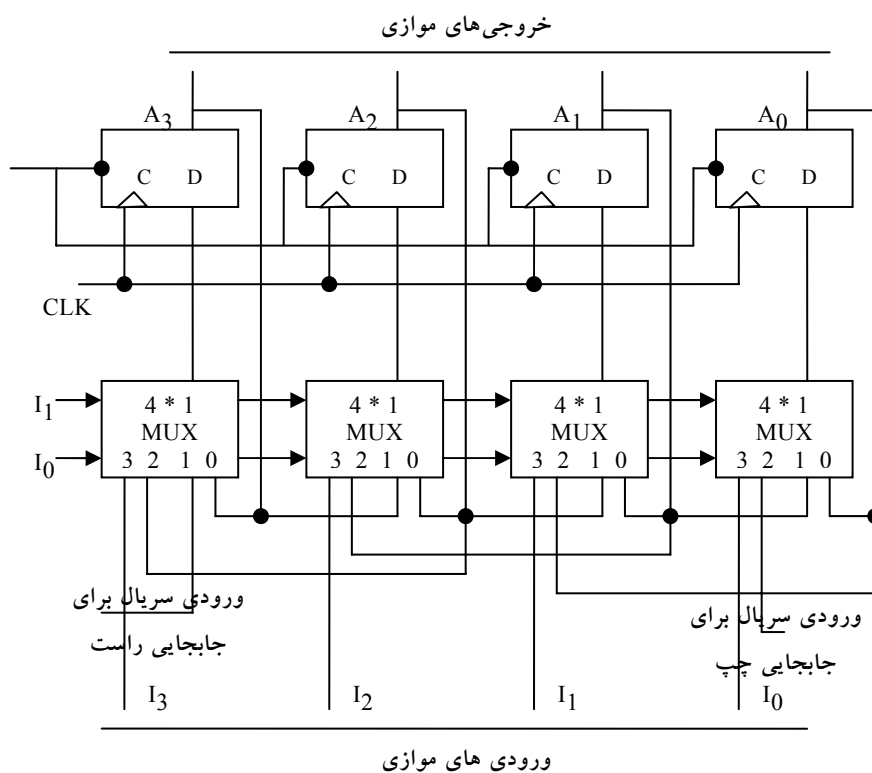 خروجی‌های موازی
A3 A2 A1 A0
C D C D C D C D
CLK
I1 4 * 1 4 * 1 4 * 1 4 * 1
MUX MUX MUX MUX
I0 3 2 1 0 3 2 1 0 3 2 1 0 3 2 1 0
ورودی سریال برای
جابجایی راست
ورودی سریال برای
جابجایی چپ
I3 I2 I1 I0
ورودی های موازی